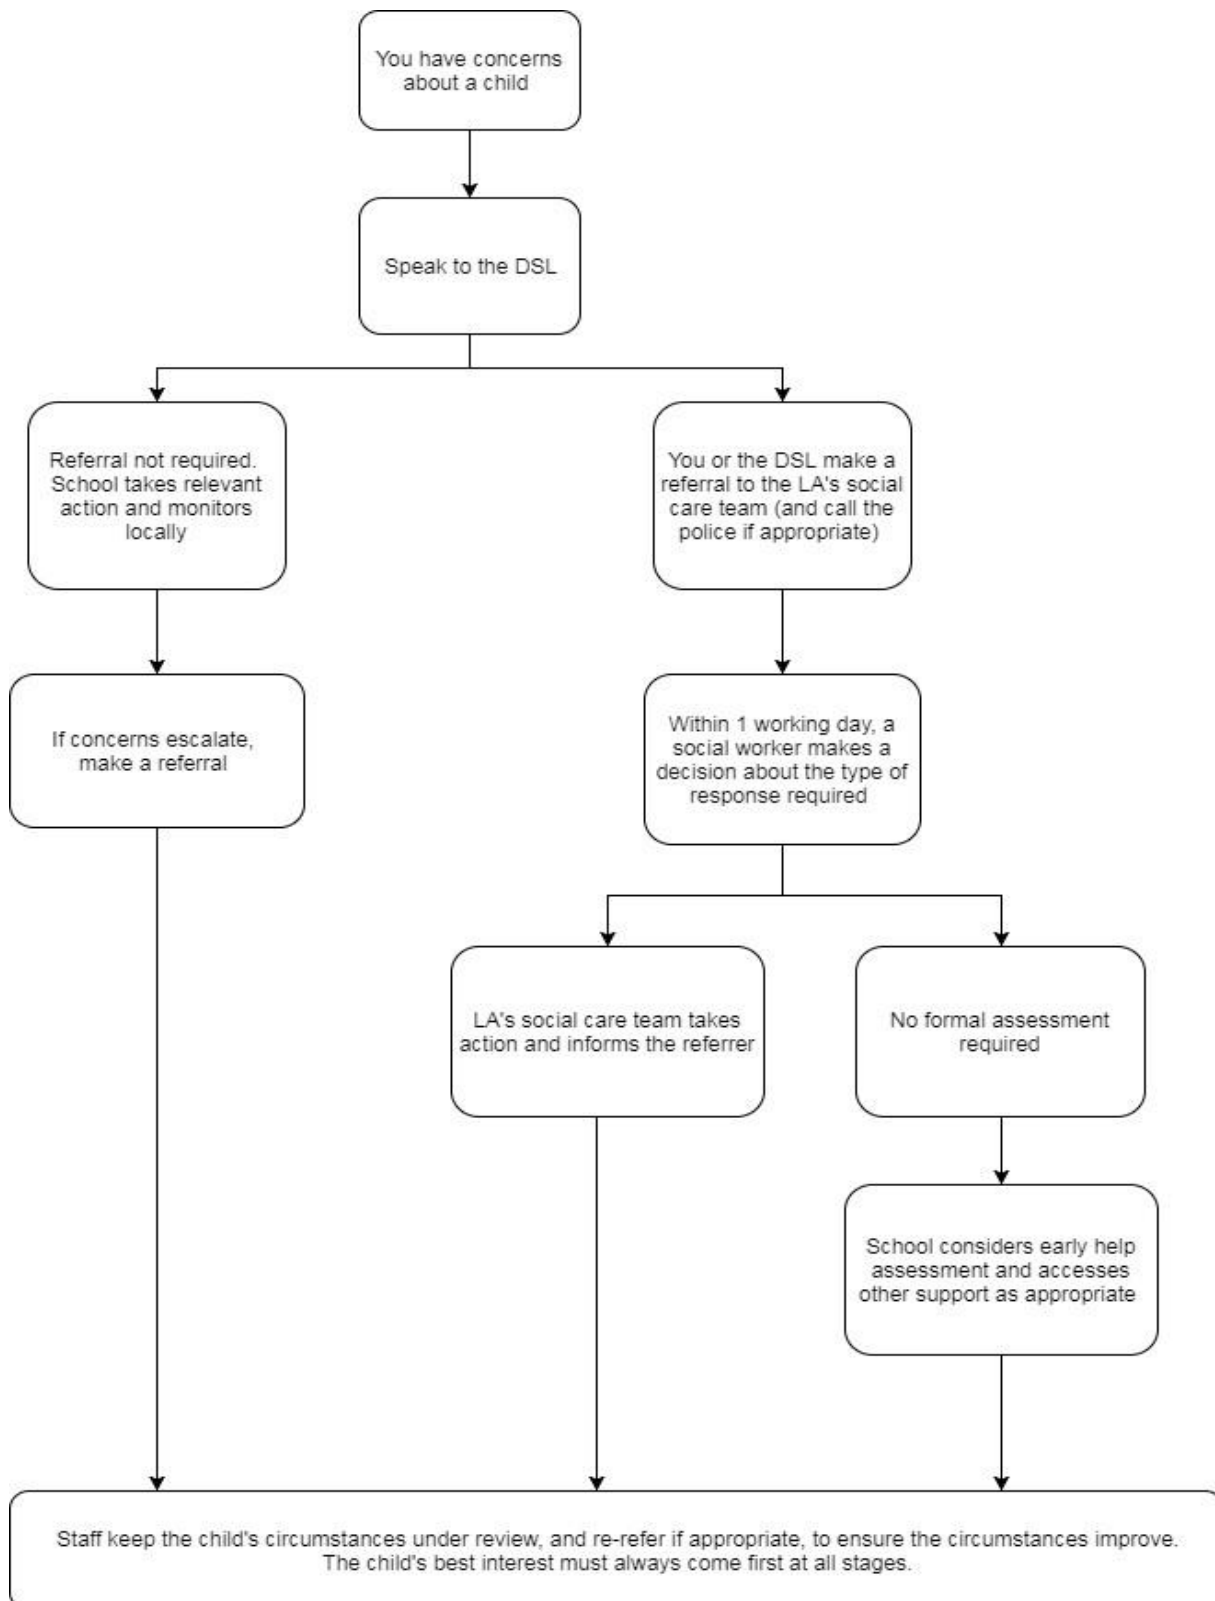 You have concerns
about a child
Speak to the DSL
Referral not required.
School takes relevant
action and monitors
locally
You or the DSL make a
referral to the LA's social
care team (and call the
police if appropriate)
If concerns escalate,
make a referral
Within 1 working day, a
social worker makes a
decision about the type of
response required
LA's social care team takes
action and informs the referrer
No formal assessment
required
School considers early help
assessment and accesses
other support as appropriate
Staff keep the child's circumstances under review, and re-refer if appropriate, to ensure the circumstances improve.
The child's best interest must always come first at all stages.